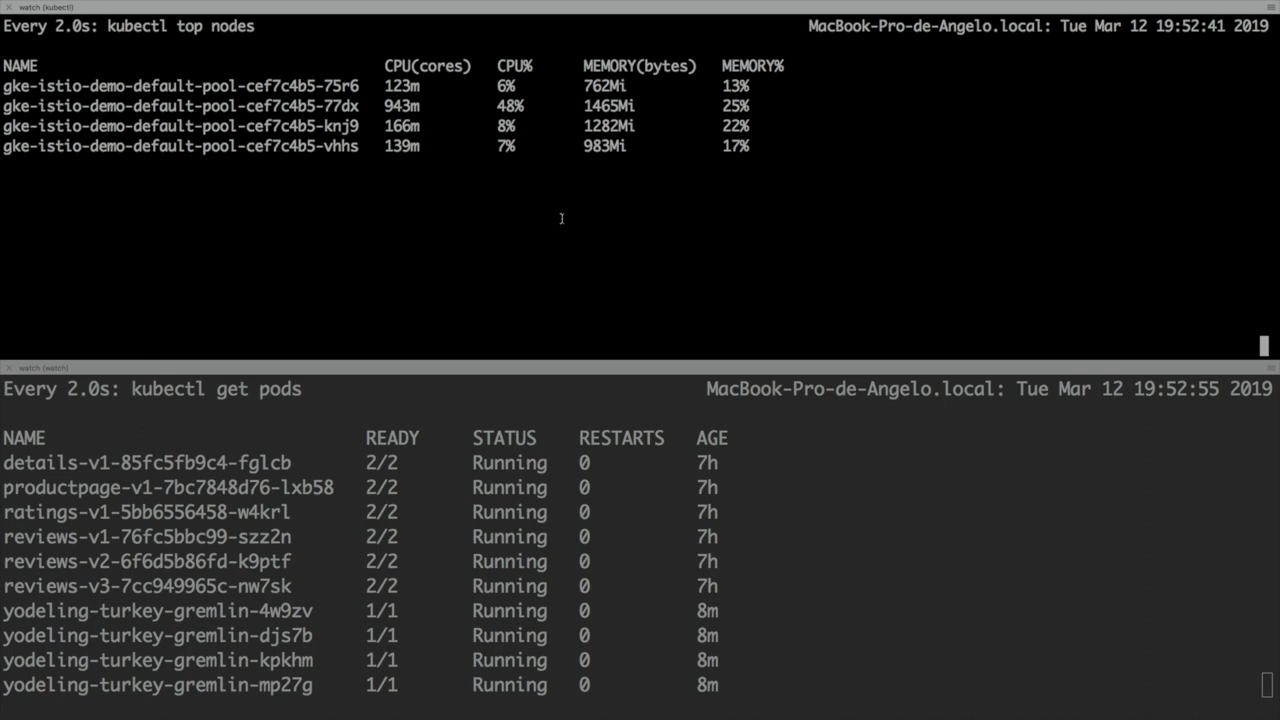 watch (kubectl)
Every 2.0s: kubectl top nodes MacBook-Pro-de-Angelo.local: Tue Mar 12 19:52:41 2019
NAME CPU(cores) CPU% MEMORY(bytes) MEMORY%
gke-istio-demo-default-pool-cef7c4b5-75r6 123m 6% 762Mi 13%
gke-istio-demo-default-pool-cef7c4b5-77dx 943m 48% 1465Mi 25%
gke-istio-demo-default-pool-cef7c4b5-knj9 166m 8% 1282Mi 22%
gke-istio-demo-default-pool-cef7c4b5-vhhs 139m 7% 983Mi 17%
watch (watch)
Every 2.0s: kubectl get pods MacBook-Pro-de-Angelo.local: Tue Mar 12 19:52:55 2019
NAME READY STATUS RESTARTS AGE
details-v1-85fc5fb9c4-fglcb 2/2 Running 0 7h
productpage-v1-7bc7848d76-lxb58 2/2 Running 0 7h
ratings-v1-5bb6556458-w4krl 2/2 Running 0 7h
reviews-v1-76fc5bbc99-szz2n 2/2 Running 0 7h
reviews-v2-6f6d5b86fd-k9ptf 2/2 Running 0 7h
reviews-v3-7cc949965c-nw7sk 2/2 Running 0 7h
yodeling-turkey-gremlin-4w9zv 1/1 Running 0 8m
yodeling-turkey-gremlin-djs7b 1/1 Running 0 8m
yodeling-turkey-gremlin-kpkhm 1/1 Running 0 8m
yodeling-turkey-gremlin-mp27g 1/1 Running 0 8m